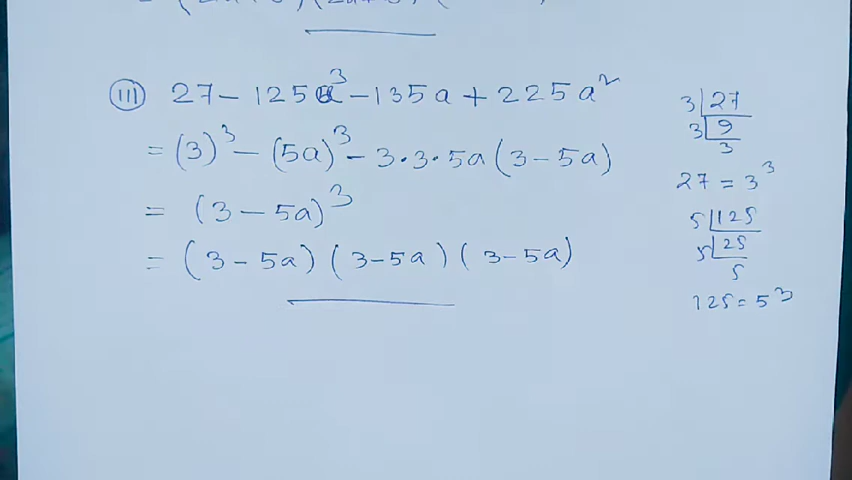 (iii) 27 - 125a³ - 135a + 225a²
= (3)³ - (5a)³ - 3·3·5a(3 - 5a)
= (3 - 5a)³
= (3 - 5a)(3 - 5a)(3 - 5a)
3 | 27
3 | 9
3
27 = 3³
5 | 125
5 | 25
5
125 = 5³